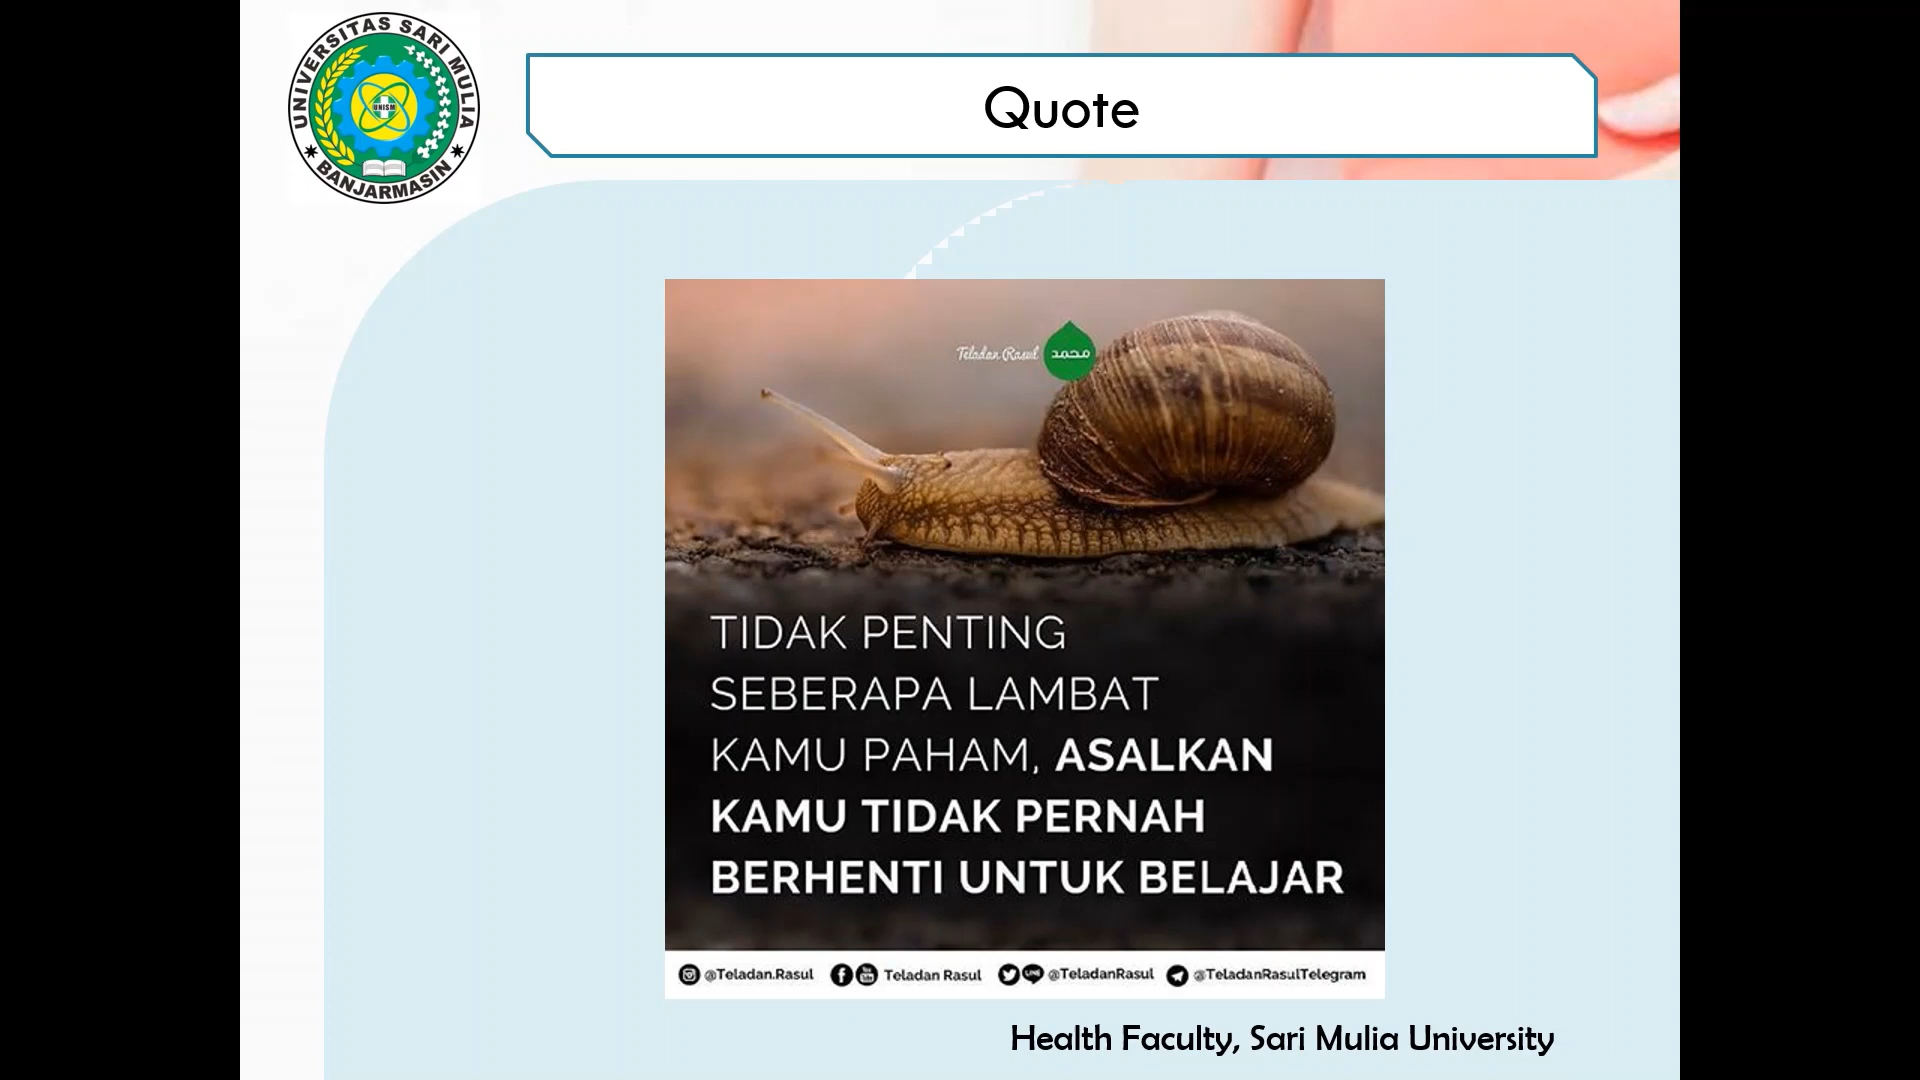 UNIVERSITAS SARI MULIA
UNISM
BANJARMASIN
Quote
Teladan Rasul
محمد
TIDAK PENTING
SEBERAPA LAMBAT
KAMU PAHAM, ASALKAN
KAMU TIDAK PERNAH
BERHENTI UNTUK BELAJAR
@Teladan.Rasul Teladan Rasul @TeladanRasul @TeladanRasulTelegram
Health Faculty, Sari Mulia University